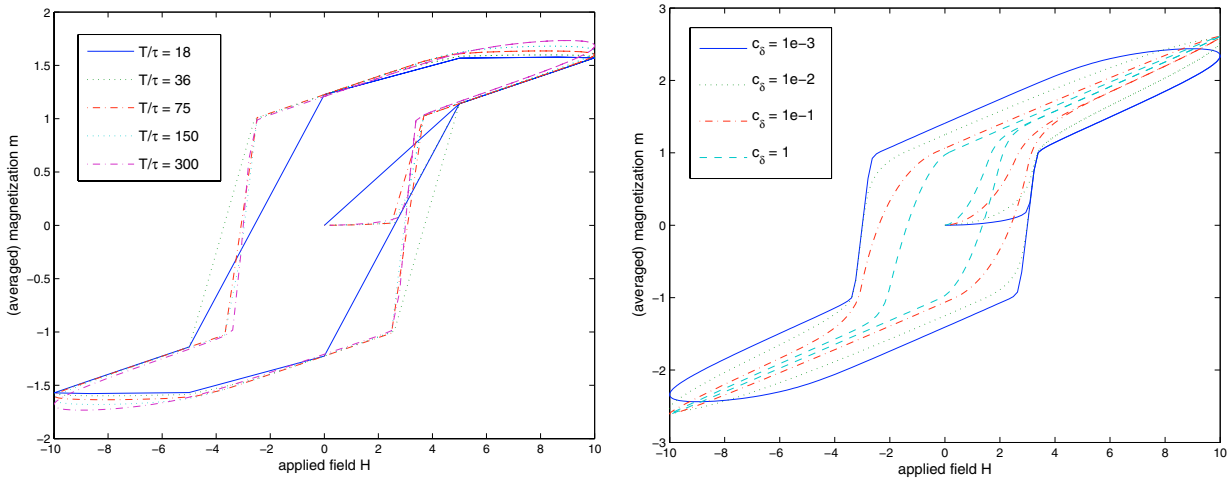 T/τ = 18
T/τ = 36
T/τ = 75
T/τ = 150
T/τ = 300
2
1.5
1
0.5
0
−0.5
−1
−1.5
−2
−10
−8
−6
−4
−2
0
2
4
6
8
10
(averaged) magnetization m
applied field H
c_δ = 1e−3
c_δ = 1e−2
c_δ = 1e−1
c_δ = 1
3
2
1
0
−1
−2
−3
−10
−8
−6
−4
−2
0
2
4
6
8
10
(averaged) magnetization m
applied field H